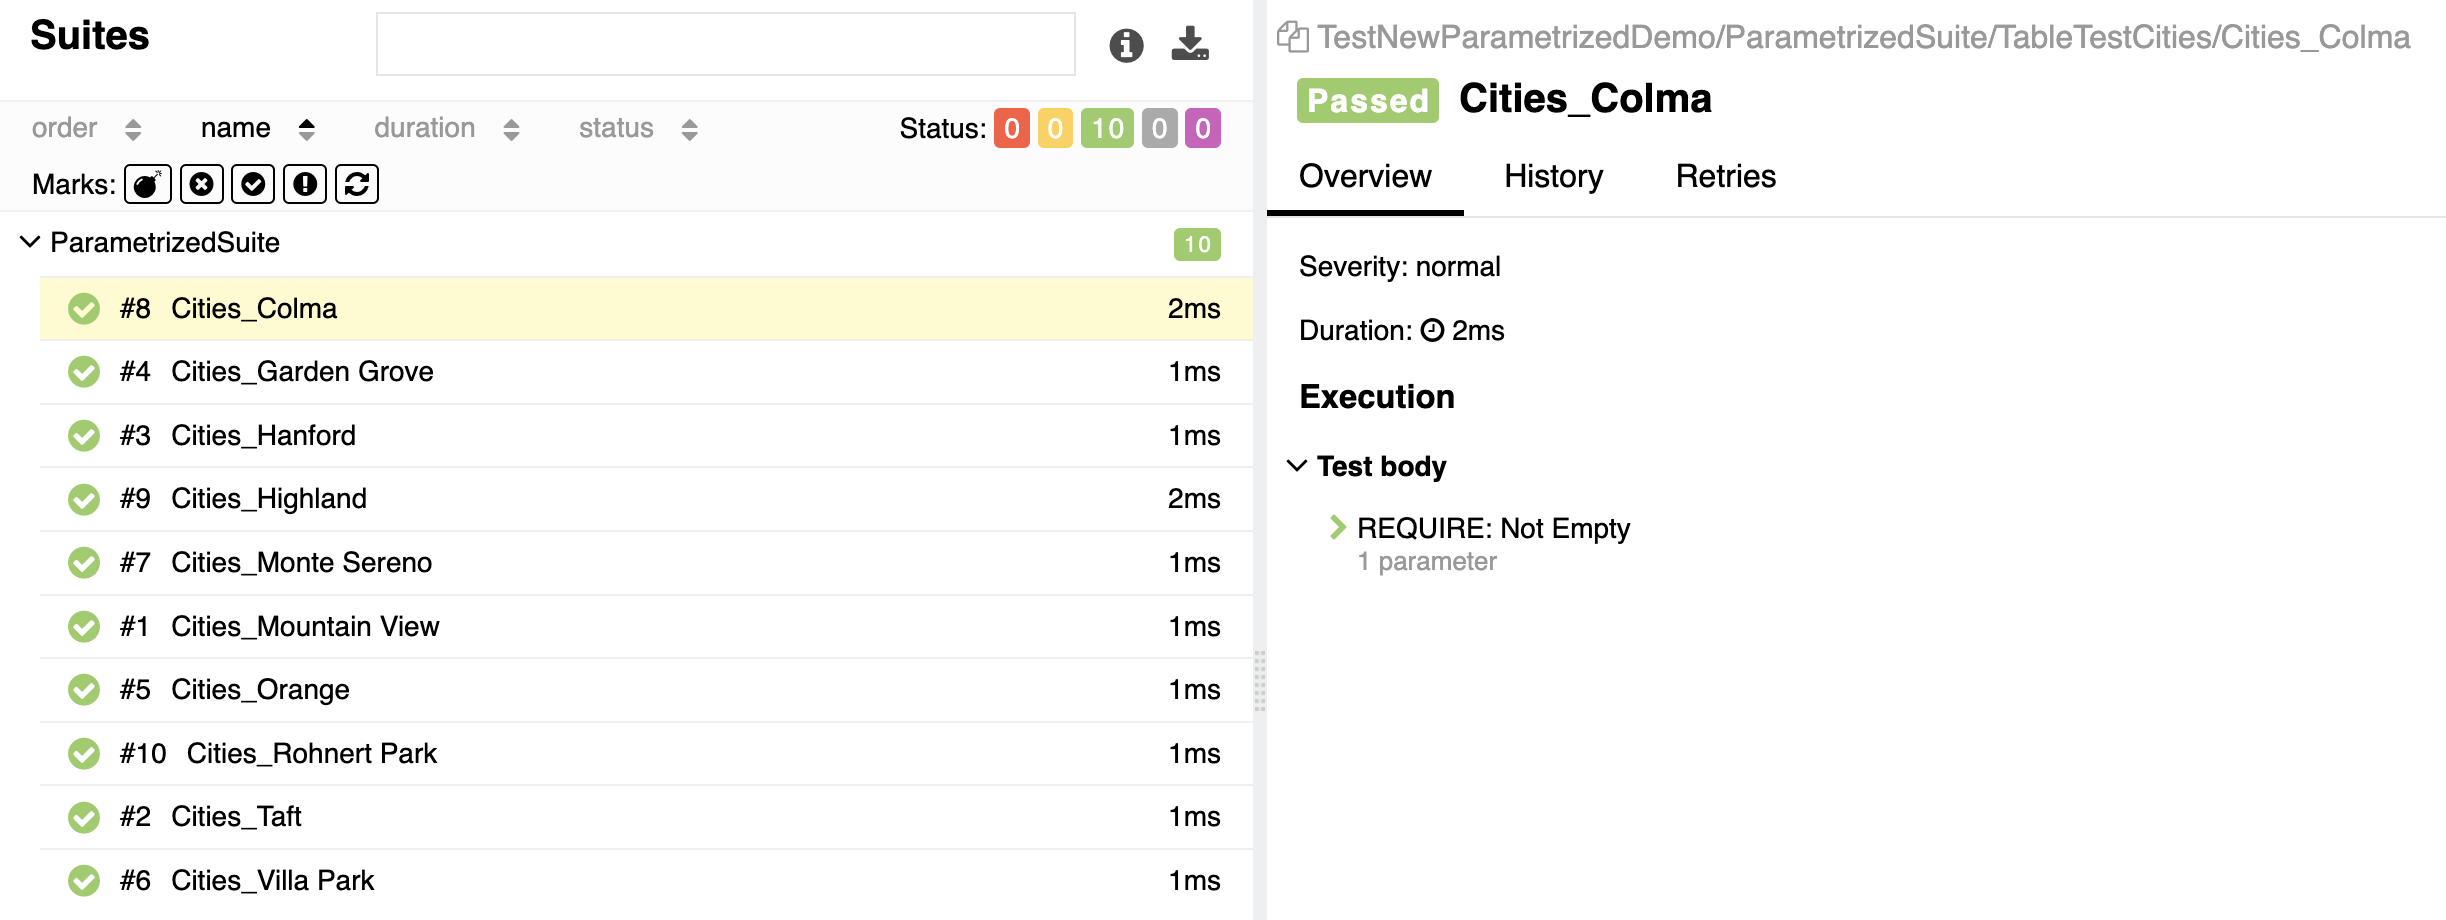 Suites
order name duration status Status: 0 0 10 0 0
Marks:
ParametrizedSuite 10
#8 Cities_Colma 2ms
#4 Cities_Garden Grove 1ms
#3 Cities_Hanford 1ms
#9 Cities_Highland 2ms
#7 Cities_Monte Sereno 1ms
#1 Cities_Mountain View 1ms
#5 Cities_Orange 1ms
#10 Cities_Rohnert Park 1ms
#2 Cities_Taft 1ms
#6 Cities_Villa Park 1ms
TestNewParametrizedDemo/ParametrizedSuite/TableTestCities/Cities_Colma
Passed Cities_Colma
Overview History Retries
Severity: normal
Duration: 2ms
Execution
Test body
REQUIRE: Not Empty
1 parameter